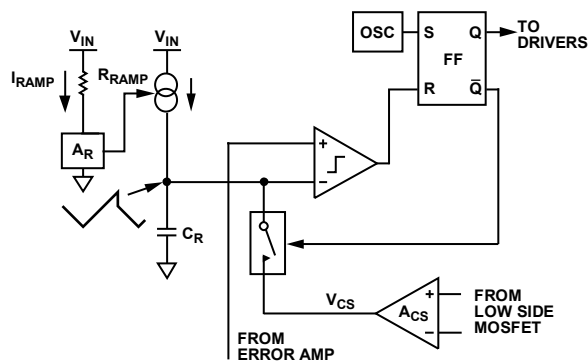 V_IN
V_IN
OSC
S
Q
TO
DRIVERS
FF
I_RAMP
R_RAMP
R
Q̅
A_R
+
−
C_R
V_CS
A_CS
+
−
FROM
LOW SIDE
MOSFET
FROM
ERROR AMP